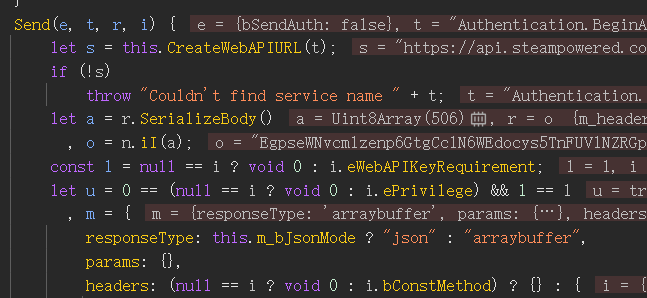 }
Send(e, t, r, i) { e = {bSendAuth: false}, t = "Authentication.BeginA
let s = this.CreateWebAPIURL(t); s = "https://api.steampowered.co
if (!s)
throw "Couldn't find service name " + t; t = "Authentication.
let a = r.SerializeBody() a = Uint8Array(506), r = o {m_header
, o = n.iI(a); o = "EgpseWNvcm1zenp6GtgCc1N6WEdocys5TnFUV1NZRGp
const l = null == i ? void 0 : i.eWebAPIKeyRequirement; l = 1, i
let u = 0 == (null == i ? void 0 : i.ePrivilege) && 1 == l u = tr
, m = { m = {responseType: 'arraybuffer', params: {…}, headers
responseType: this.m_bJsonMode ? "json" : "arraybuffer",
params: {},
headers: (null == i ? void 0 : i.bConstMethod) ? {} : { i = {